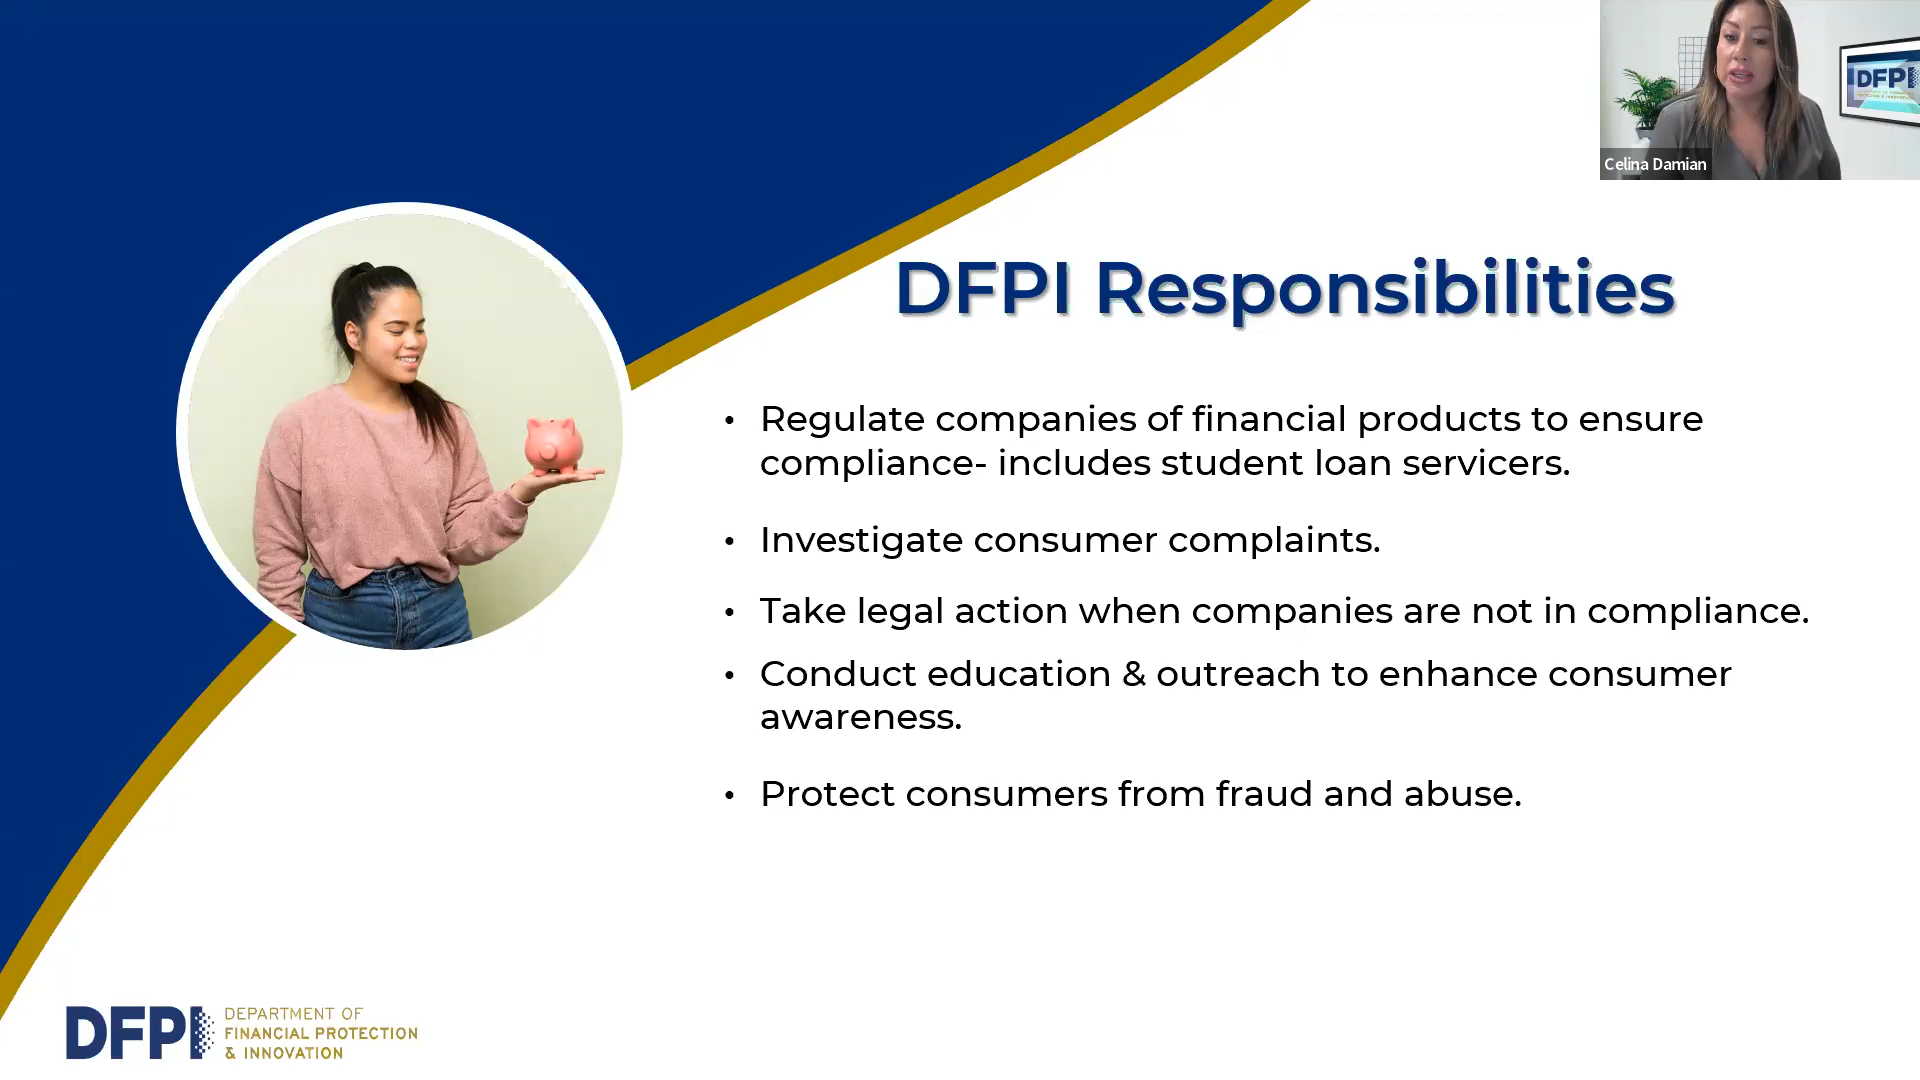 DFPI
Celina Damian
DFPI Responsibilities
• Regulate companies of financial products to ensure
compliance- includes student loan servicers.
• Investigate consumer complaints.
• Take legal action when companies are not in compliance.
• Conduct education & outreach to enhance consumer
awareness.
• Protect consumers from fraud and abuse.
DFPI
DEPARTMENT OF
FINANCIAL PROTECTION
& INNOVATION